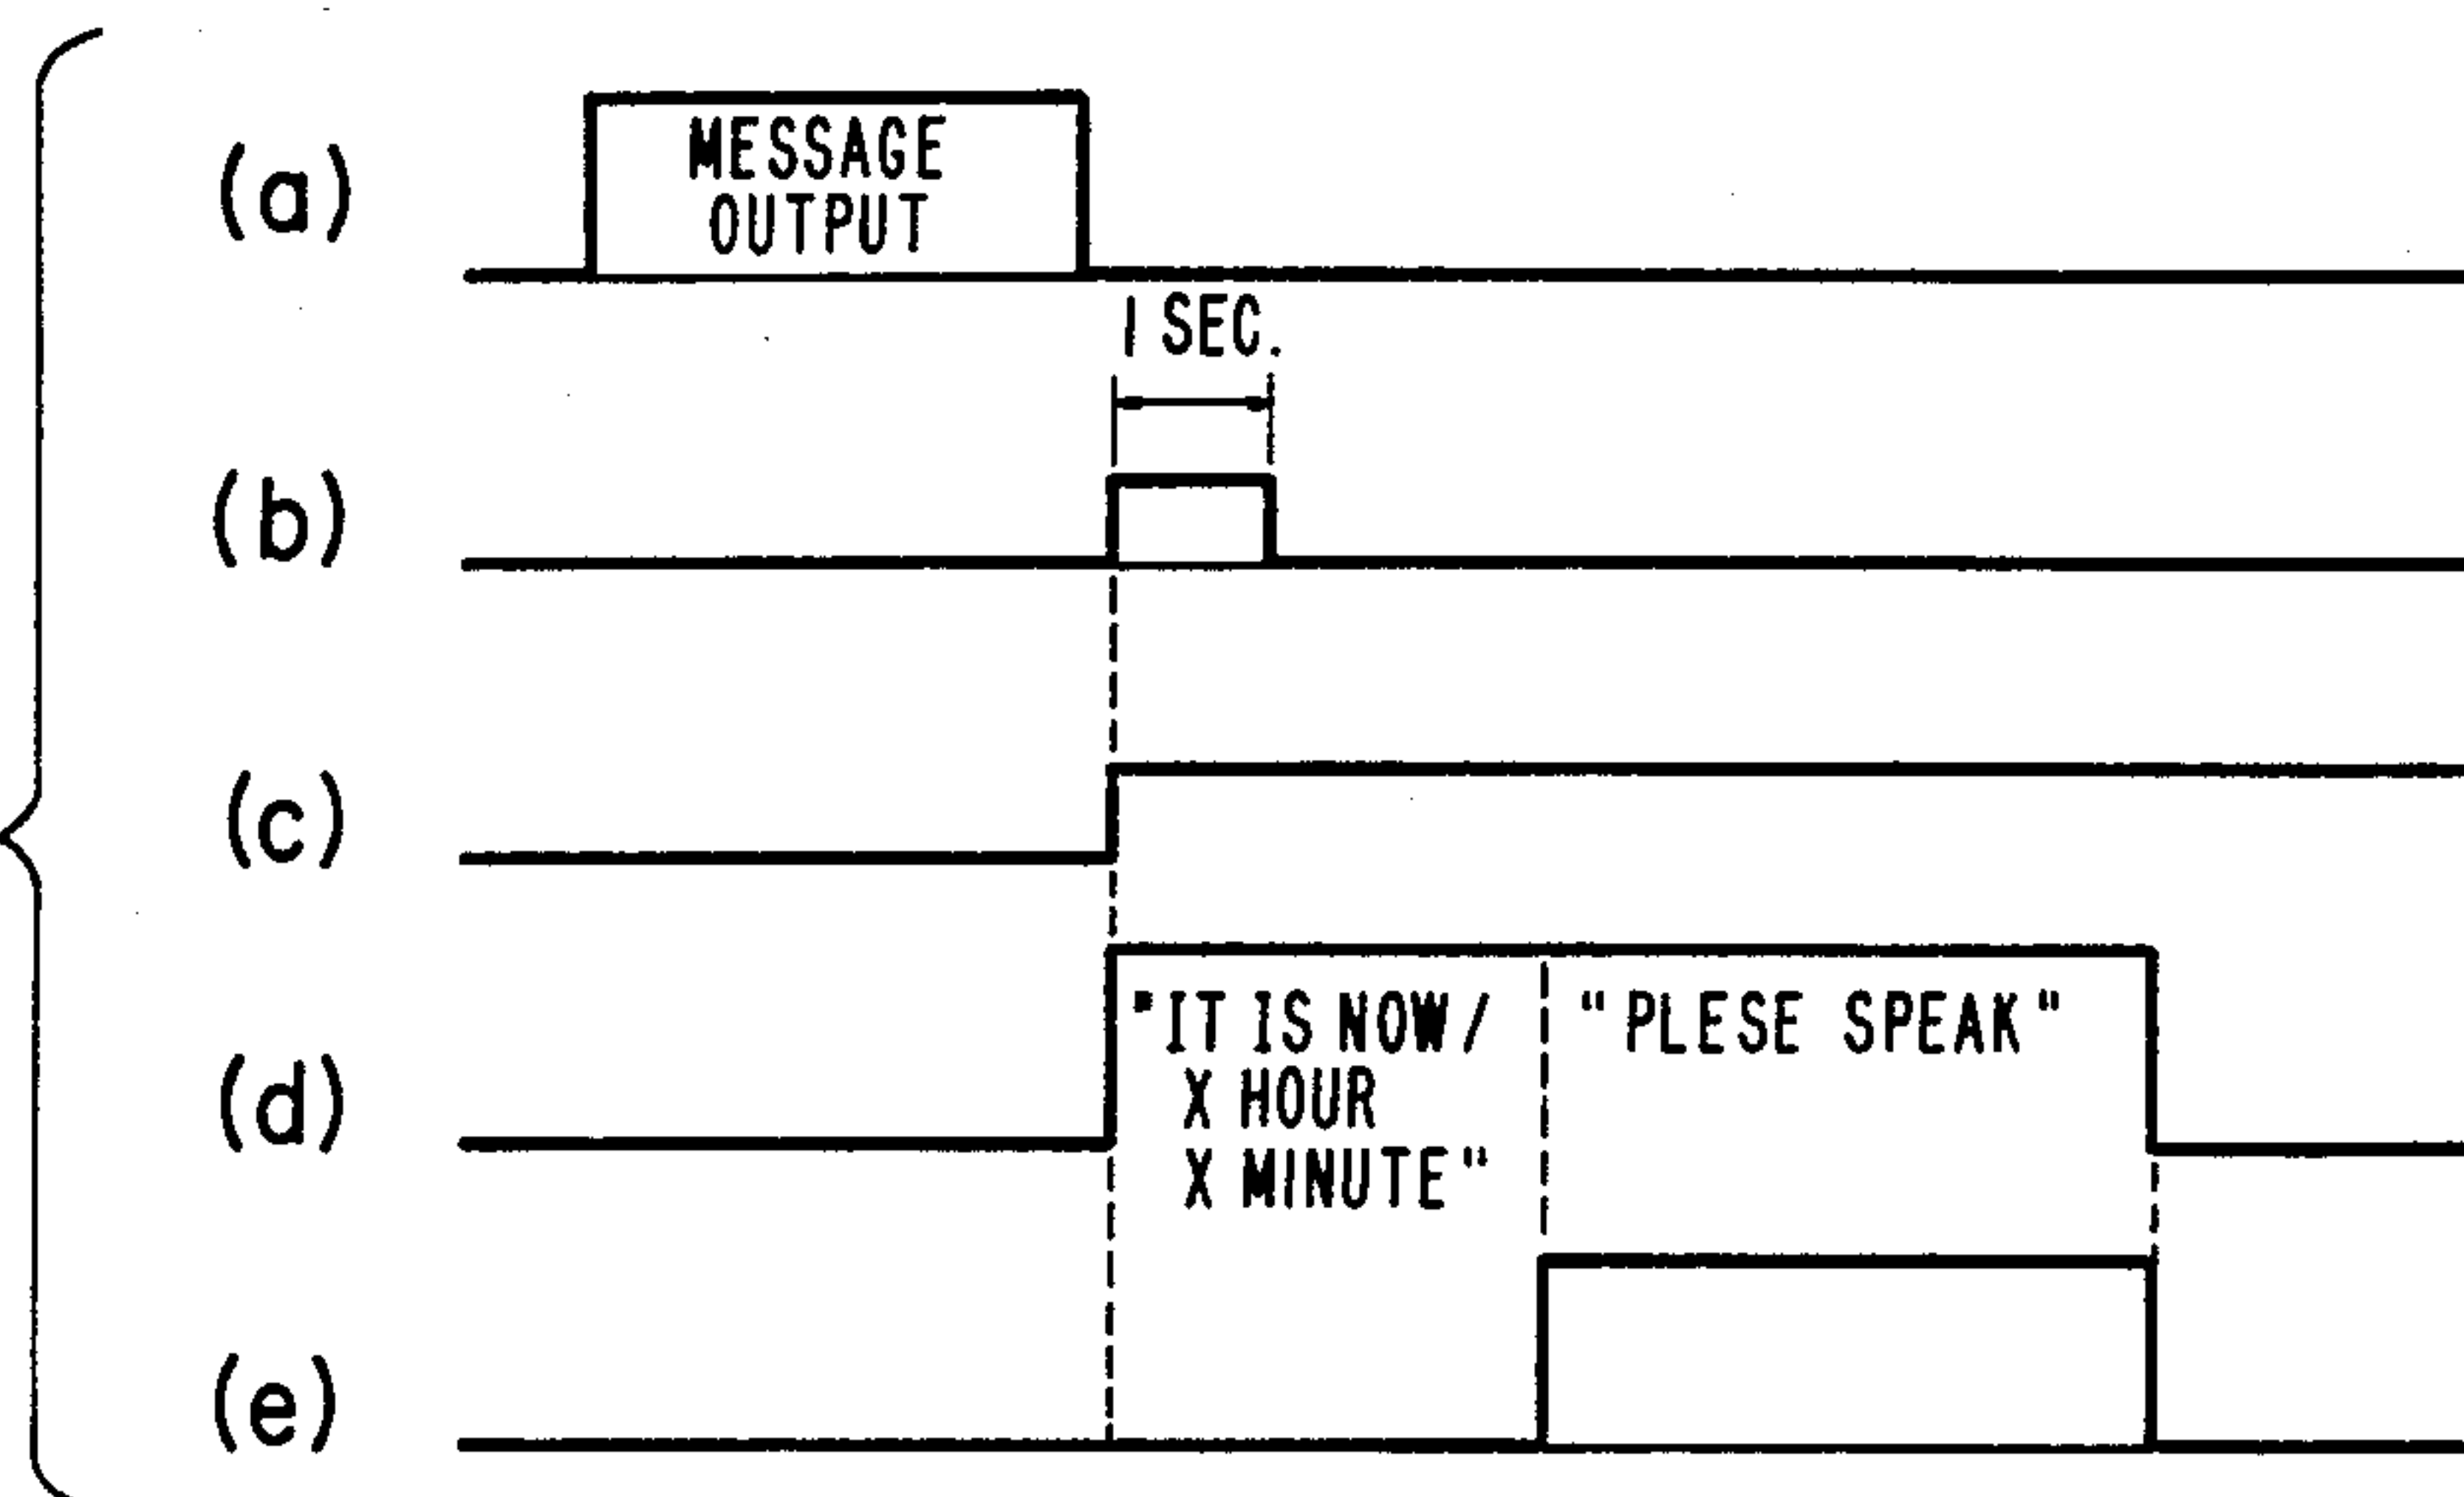 (a)
MESSAGE
OUTPUT
1 SEC.
(b)
(c)
(d)
"IT IS NOW/
X HOUR
X MINUTE"
"PLESE SPEAK"
(e)